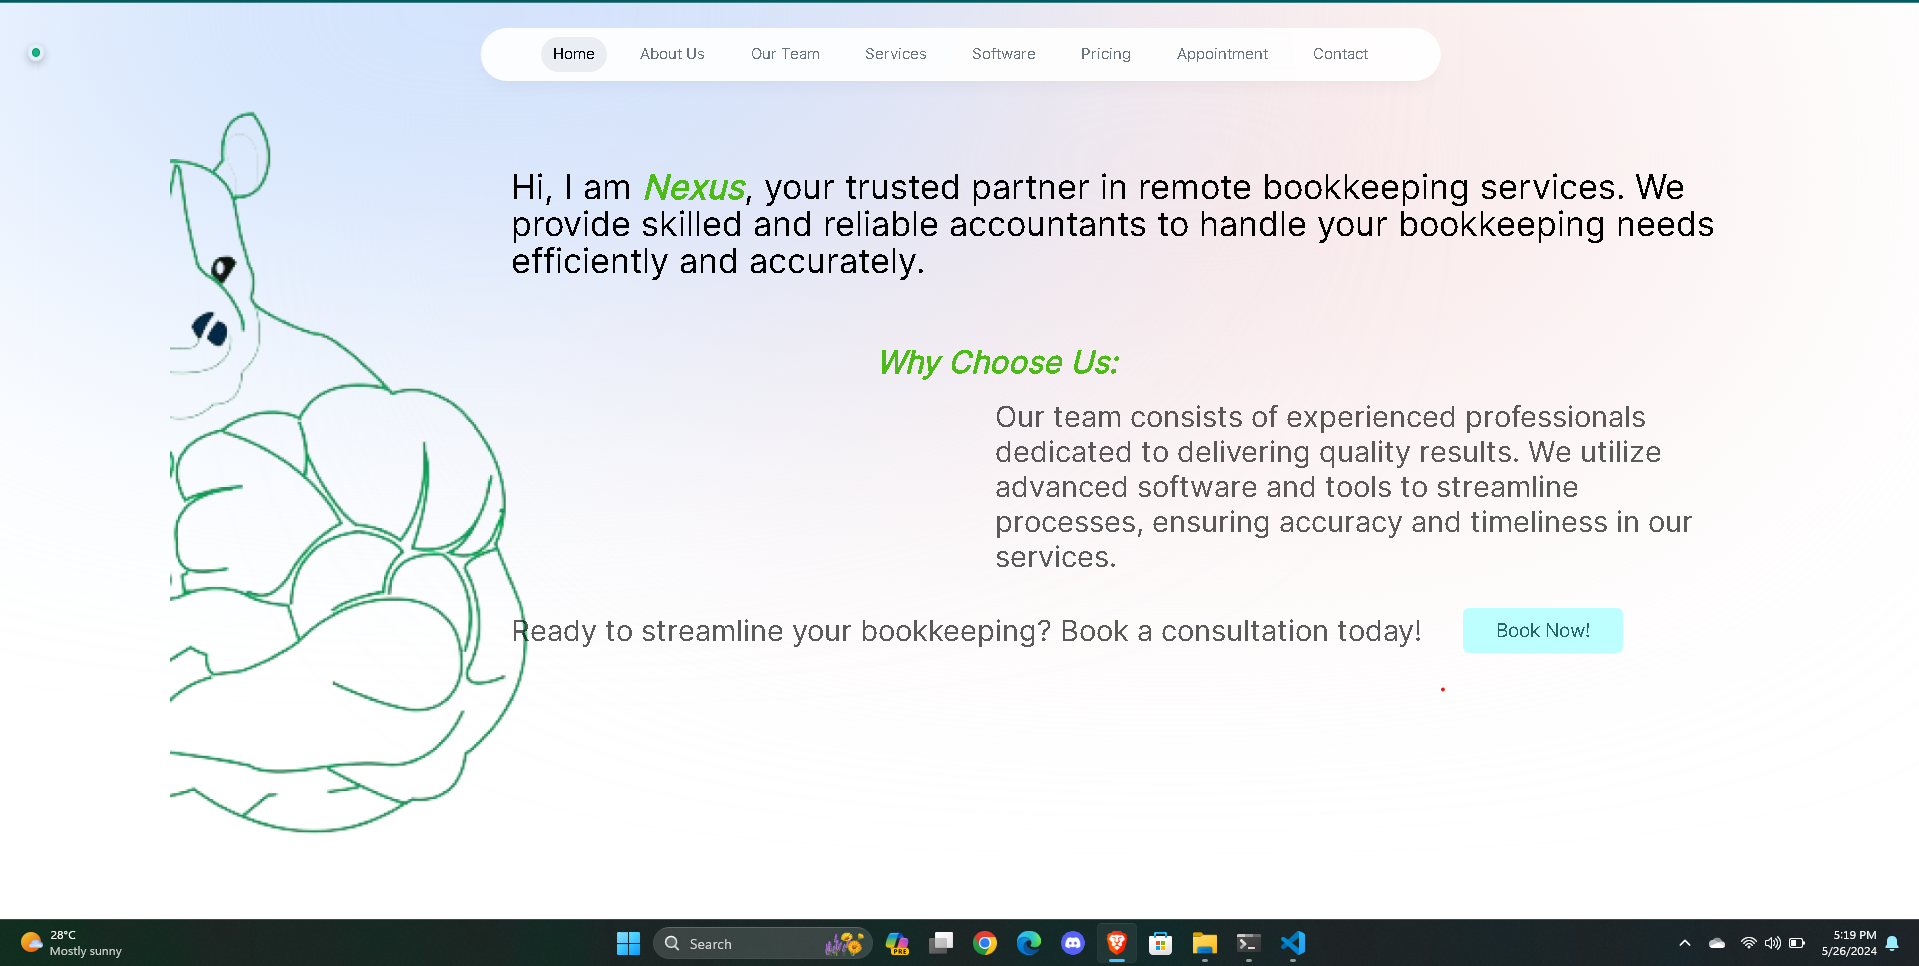 Home About Us Our Team Services Software Pricing Appointment Contact
Hi, I am Nexus, your trusted partner in remote bookkeeping services. We
provide skilled and reliable accountants to handle your bookkeeping needs
efficiently and accurately.
Why Choose Us:
Our team consists of experienced professionals
dedicated to delivering quality results. We utilize
advanced software and tools to streamline
processes, ensuring accuracy and timeliness in our
services.
Ready to streamline your bookkeeping? Book a consultation today! Book Now!
28°C
Mostly sunny
Search
PRE
5:19 PM
5/26/2024